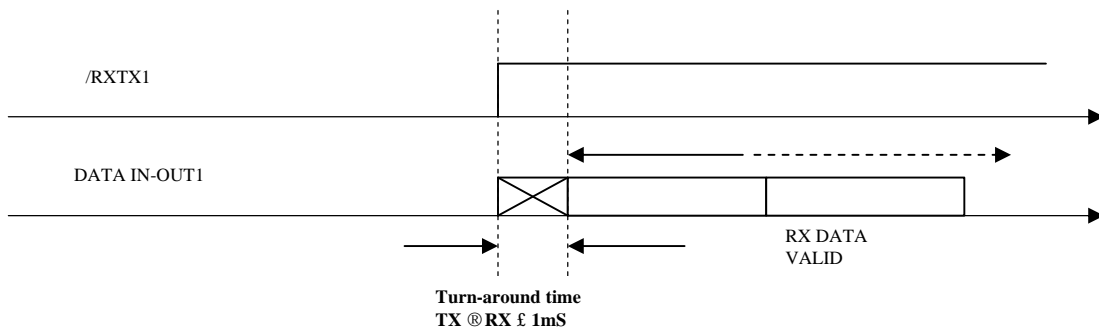 /RXTX1
DATA IN-OUT1
RX DATA
VALID
Turn-around time
TX ® RX £ 1mS